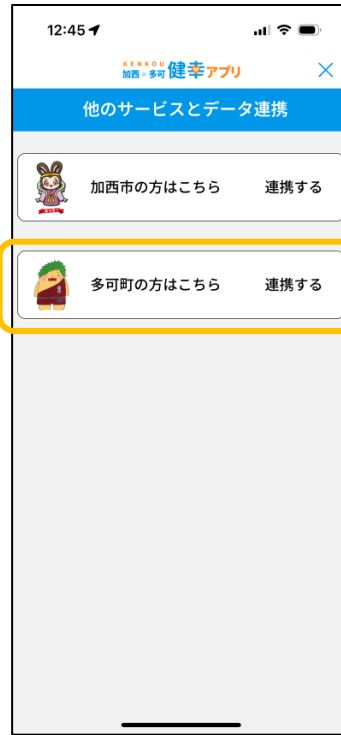 12:45
KENKOU
加西×多可 健幸アプリ
他のサービスとデータ連携
加西市の方はこちら 連携する
多可町の方はこちら 連携する